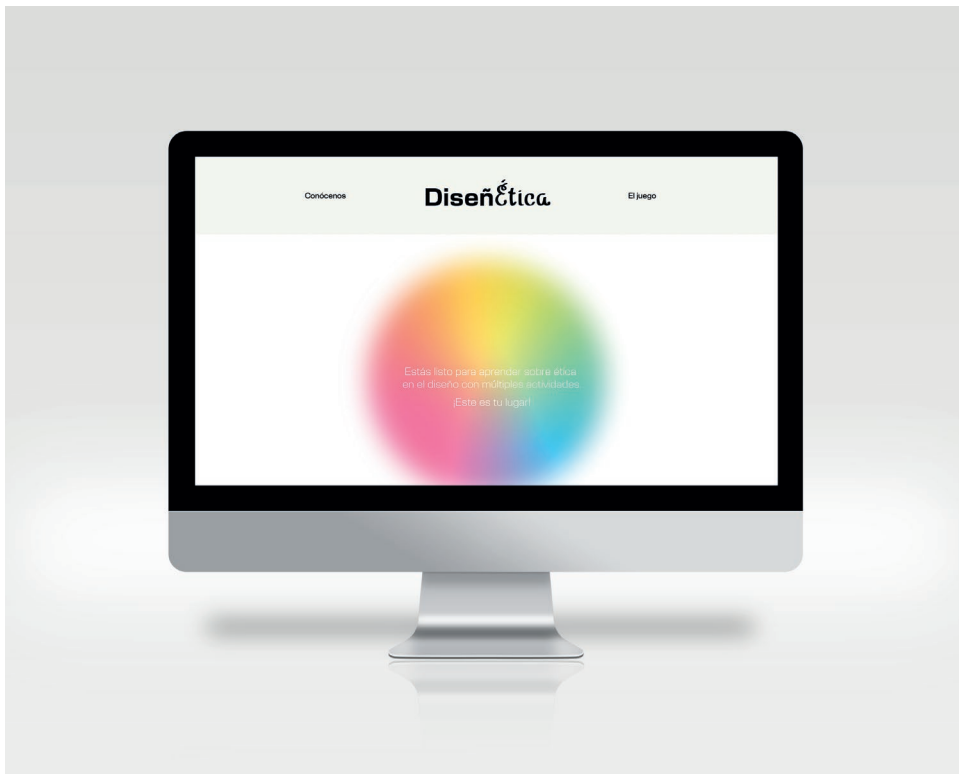 Conócenos
DiseñÉtica
El juego
Estás listo para aprender sobre ética
en el diseño con múltiples actividades.
¡Este es tu lugar!